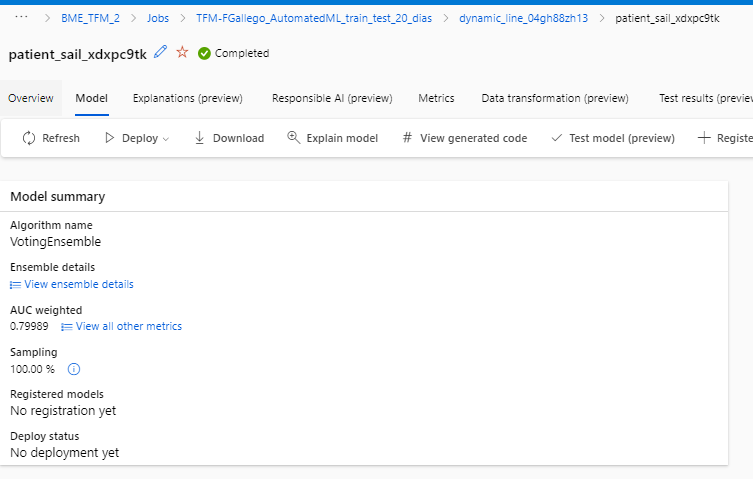 ... > BME_TFM_2 > Jobs > TFM-FGallego_AutomatedML_train_test_20_dias > dynamic_line_04gh88zh13 > patient_sail_xdxpc9tk
patient_sail_xdxpc9tk Completed
Overview Model Explanations (preview) Responsible AI (preview) Metrics Data transformation (preview) Test results (preview
Refresh Deploy Download Explain model # View generated code Test model (preview) Registe
Model summary
Algorithm name
VotingEnsemble
Ensemble details
View ensemble details
AUC weighted
0.79989 View all other metrics
Sampling
100.00 %
Registered models
No registration yet
Deploy status
No deployment yet